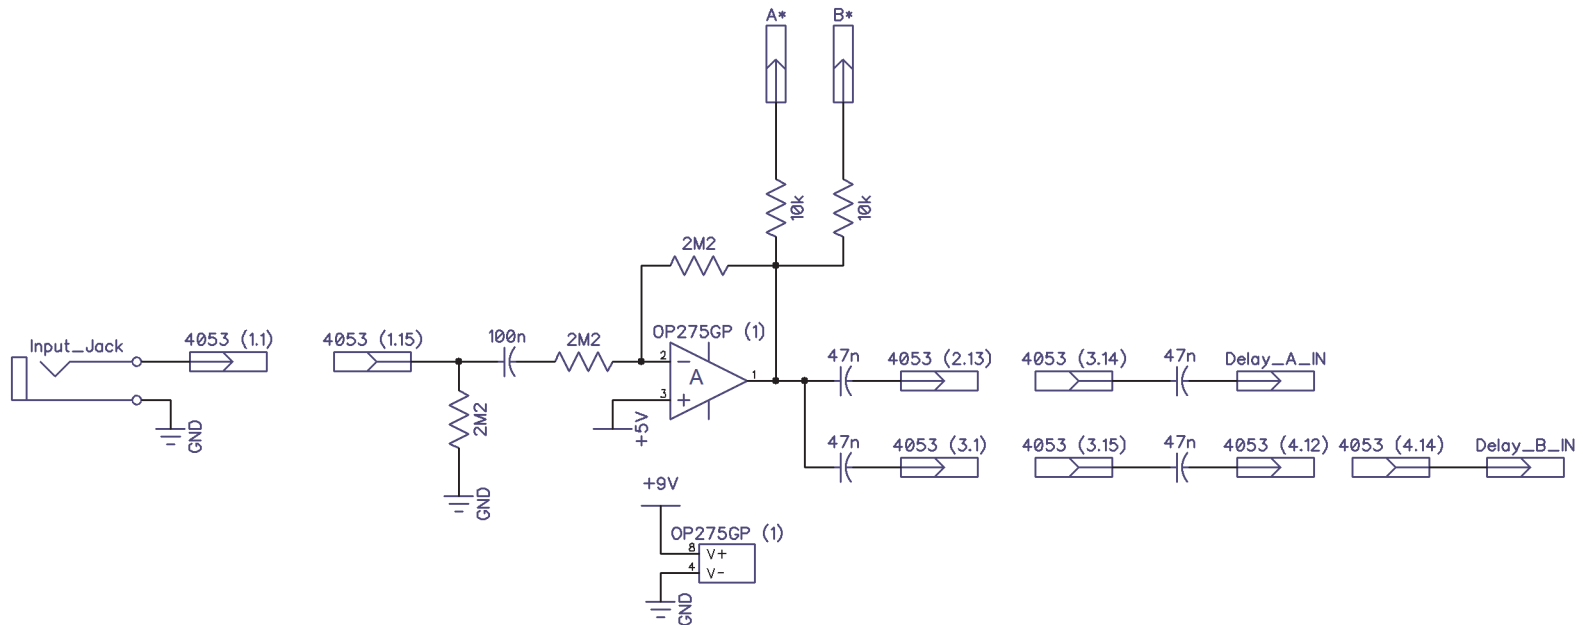 A* B*
10k 10k
2M2
Input_Jack 4053 (1.1) 4053 (1.15) 100n 2M2 OP275GP (1)
2 - A 1
3 +
+5V
47n 4053 (2.13) 4053 (3.14) 47n Delay_A_IN
GND 2M2 GND
47n 4053 (3.1) 4053 (3.15) 47n 4053 (4.12) 4053 (4.14) Delay_B_IN
+9V
OP275GP (1)
8 V+
4 V-
GND